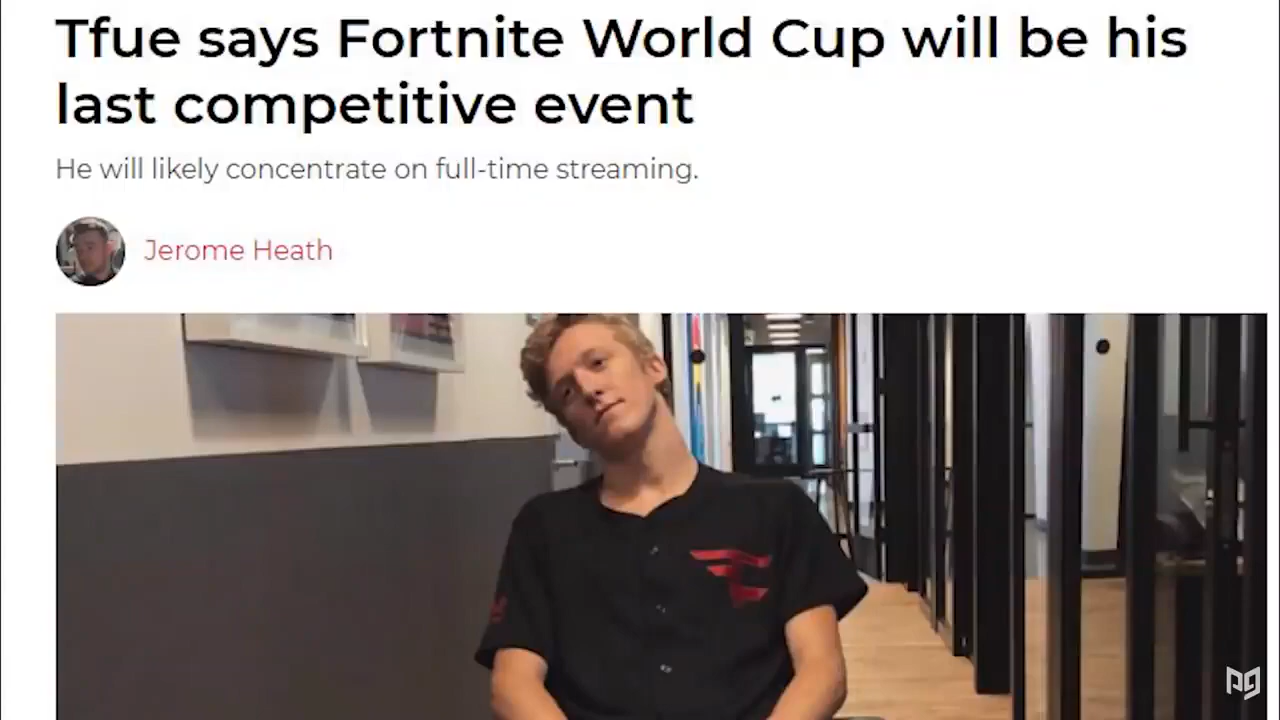 Tfue says Fortnite World Cup will be his
last competitive event
He will likely concentrate on full-time streaming.
Jerome Heath